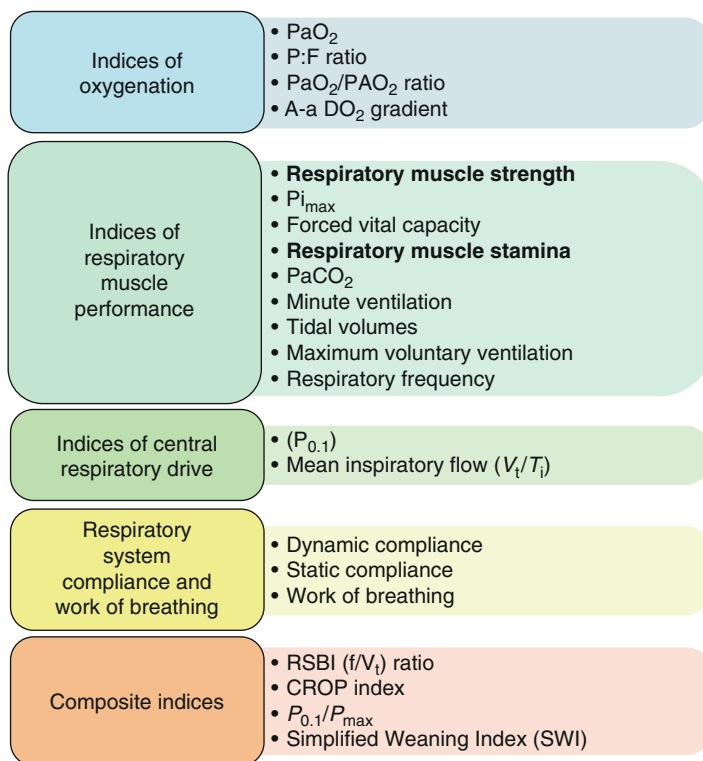 Indices of
oxygenation
• PaO₂
• P:F ratio
• PaO₂/PAO₂ ratio
• A-a DO₂ gradient
Indices of
respiratory
muscle
performance
• Respiratory muscle strength
• Pi_max
• Forced vital capacity
• Respiratory muscle stamina
• PaCO₂
• Minute ventilation
• Tidal volumes
• Maximum voluntary ventilation
• Respiratory frequency
Indices of central
respiratory drive
• (P₀.₁)
• Mean inspiratory flow (Vₜ/Tᵢ)
Respiratory
system
compliance and
work of breathing
• Dynamic compliance
• Static compliance
• Work of breathing
Composite indices
• RSBI (f/Vₜ) ratio
• CROP index
• P₀.₁/P_max
• Simplified Weaning Index (SWI)